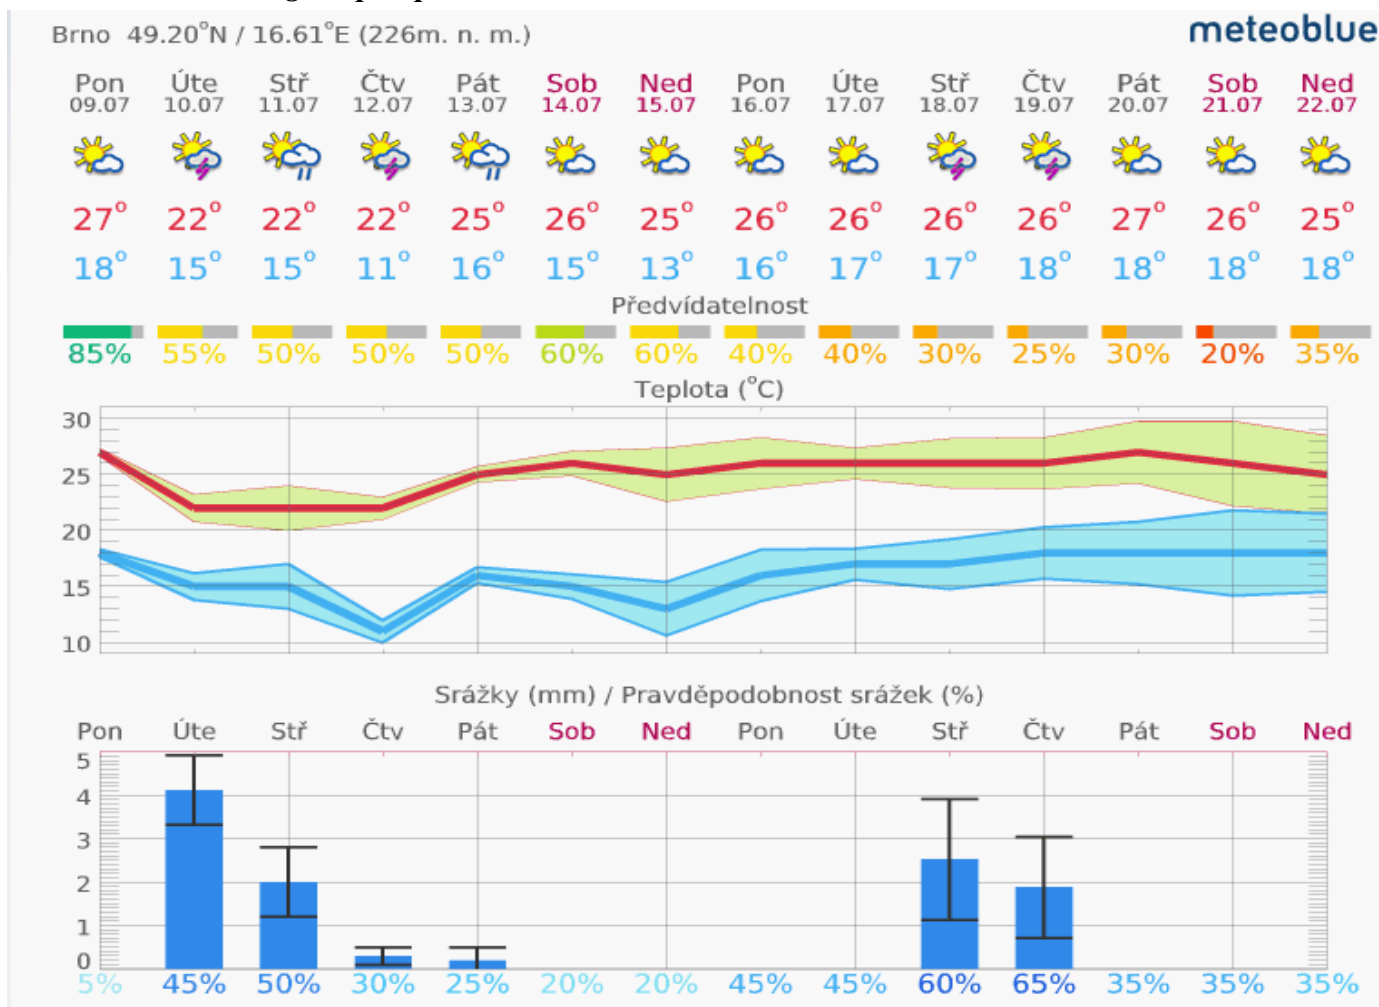 Brno 49.20°N / 16.61°E (226m. n. m.)
meteoblue
Pon Úte Stř Čtv Pát Sob Ned Pon Úte Stř Čtv Pát Sob Ned
09.07 10.07 11.07 12.07 13.07 14.07 15.07 16.07 17.07 18.07 19.07 20.07 21.07 22.07
27° 22° 22° 22° 25° 26° 25° 26° 26° 26° 26° 27° 26° 25°
18° 15° 15° 11° 16° 15° 13° 16° 17° 17° 18° 18° 18° 18°
Předvídatelnost
85% 55% 50% 50% 50% 60% 60% 40% 40% 30% 25% 30% 20% 35%
Teplota (°C)
30
25
20
15
10
Srážky (mm) / Pravděpodobnost srážek (%)
Pon Úte Stř Čtv Pát Sob Ned Pon Úte Stř Čtv Pát Sob Ned
5
4
3
2
1
0
5% 45% 50% 30% 25% 20% 20% 45% 45% 60% 65% 35% 35% 35%